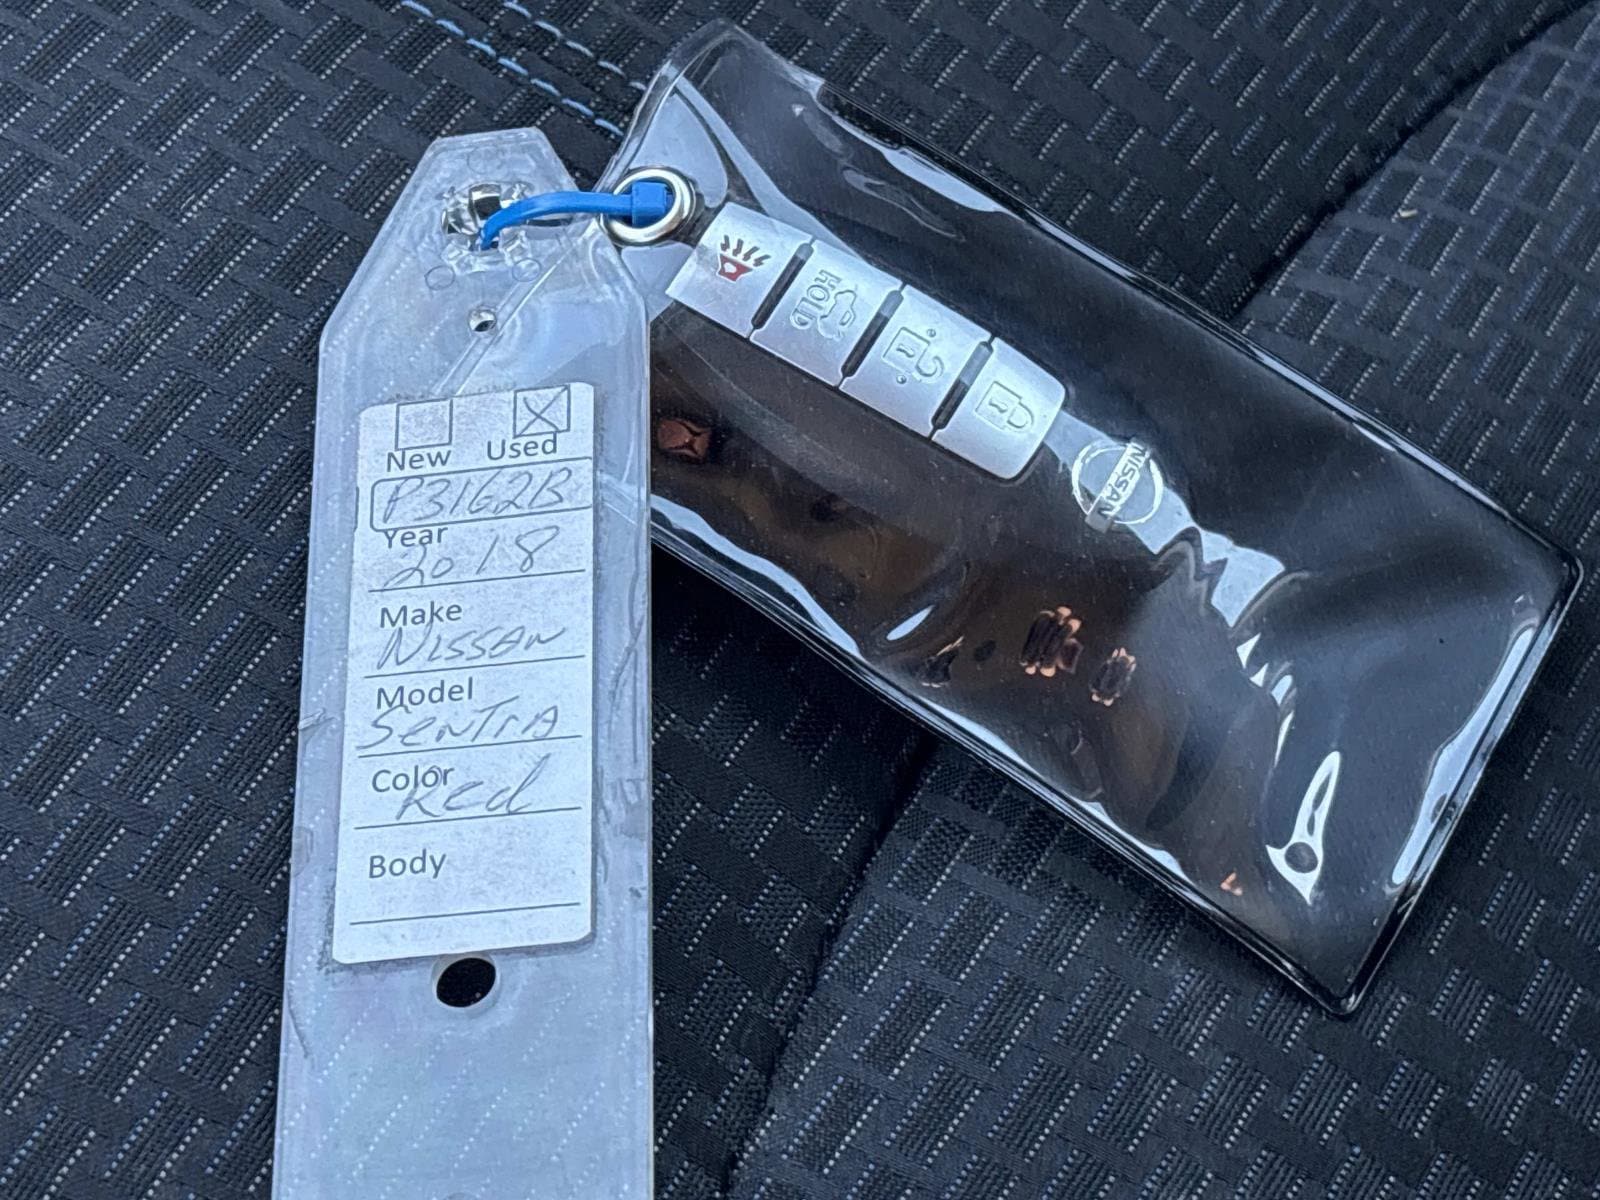 New Used
P3162B
Year
2018
Make
Nissan
Model
Sentra
Color
Red
Body
HOLD
NISSAN